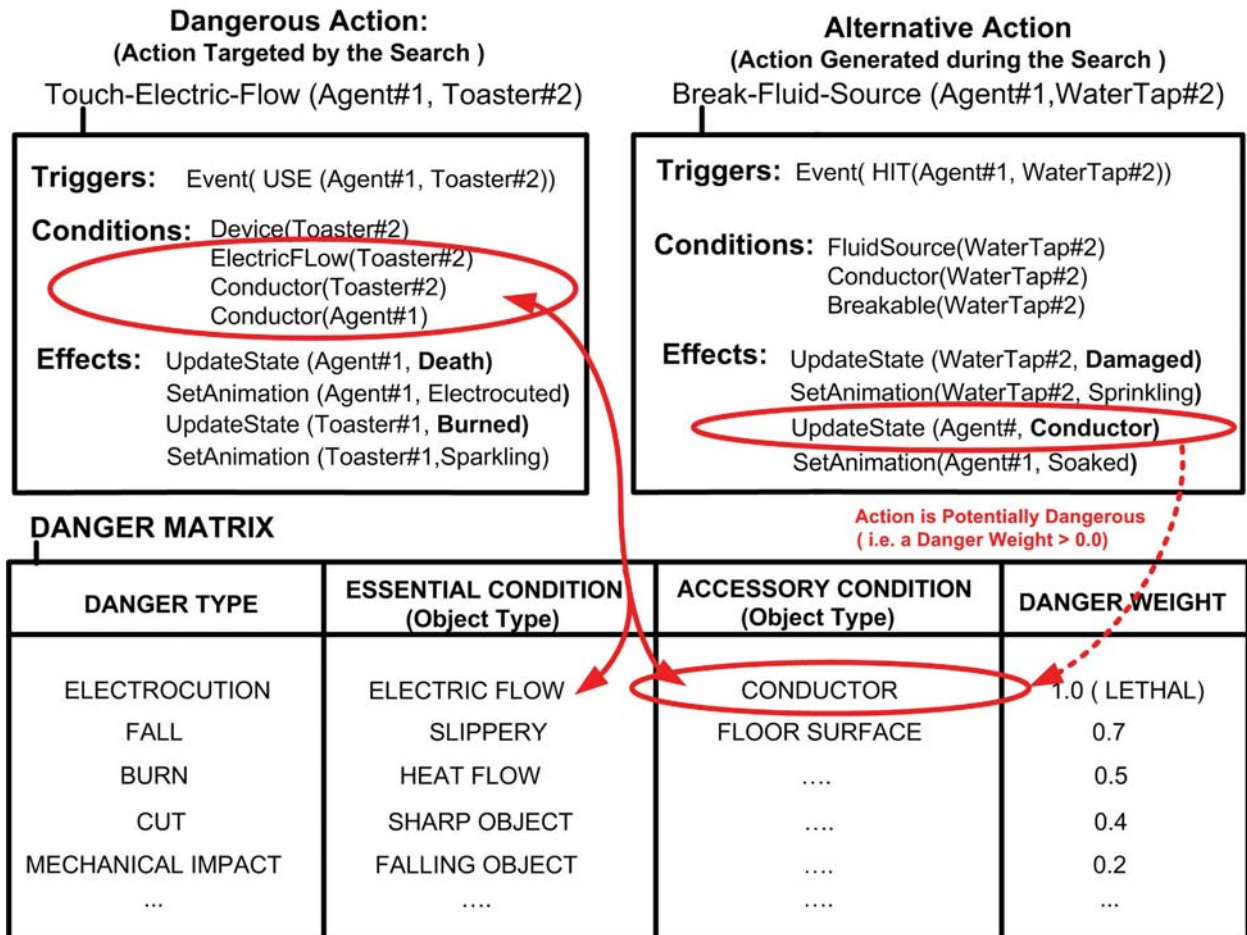 Dangerous Action:
(Action Targeted by the Search )
Touch-Electric-Flow (Agent#1, Toaster#2)
Triggers: Event( USE (Agent#1, Toaster#2))
Conditions: Device(Toaster#2)
ElectricFLow(Toaster#2)
Conductor(Toaster#2)
Conductor(Agent#1)
Effects: UpdateState (Agent#1, Death)
SetAnimation (Agent#1, Electrocuted)
UpdateState (Toaster#1, Burned)
SetAnimation (Toaster#1,Sparkling)
Alternative Action
(Action Generated during the Search )
Break-Fluid-Source (Agent#1,WaterTap#2)
Triggers: Event( HIT(Agent#1, WaterTap#2))
Conditions: FluidSource(WaterTap#2)
Conductor(WaterTap#2)
Breakable(WaterTap#2)
Effects: UpdateState (WaterTap#2, Damaged)
SetAnimation(WaterTap#2, Sprinkling)
UpdateState (Agent#, Conductor)
SetAnimation(Agent#1, Soaked)
Action is Potentially Dangerous
( i.e. a Danger Weight > 0.0)
DANGER MATRIX
DANGER TYPE ESSENTIAL CONDITION (Object Type) ACCESSORY CONDITION (Object Type) DANGER WEIGHT
ELECTROCUTION ELECTRIC FLOW CONDUCTOR 1.0 ( LETHAL)
FALL SLIPPERY FLOOR SURFACE 0.7
BURN HEAT FLOW .... 0.5
CUT SHARP OBJECT .... 0.4
MECHANICAL IMPACT FALLING OBJECT .... 0.2
... .... .... ...